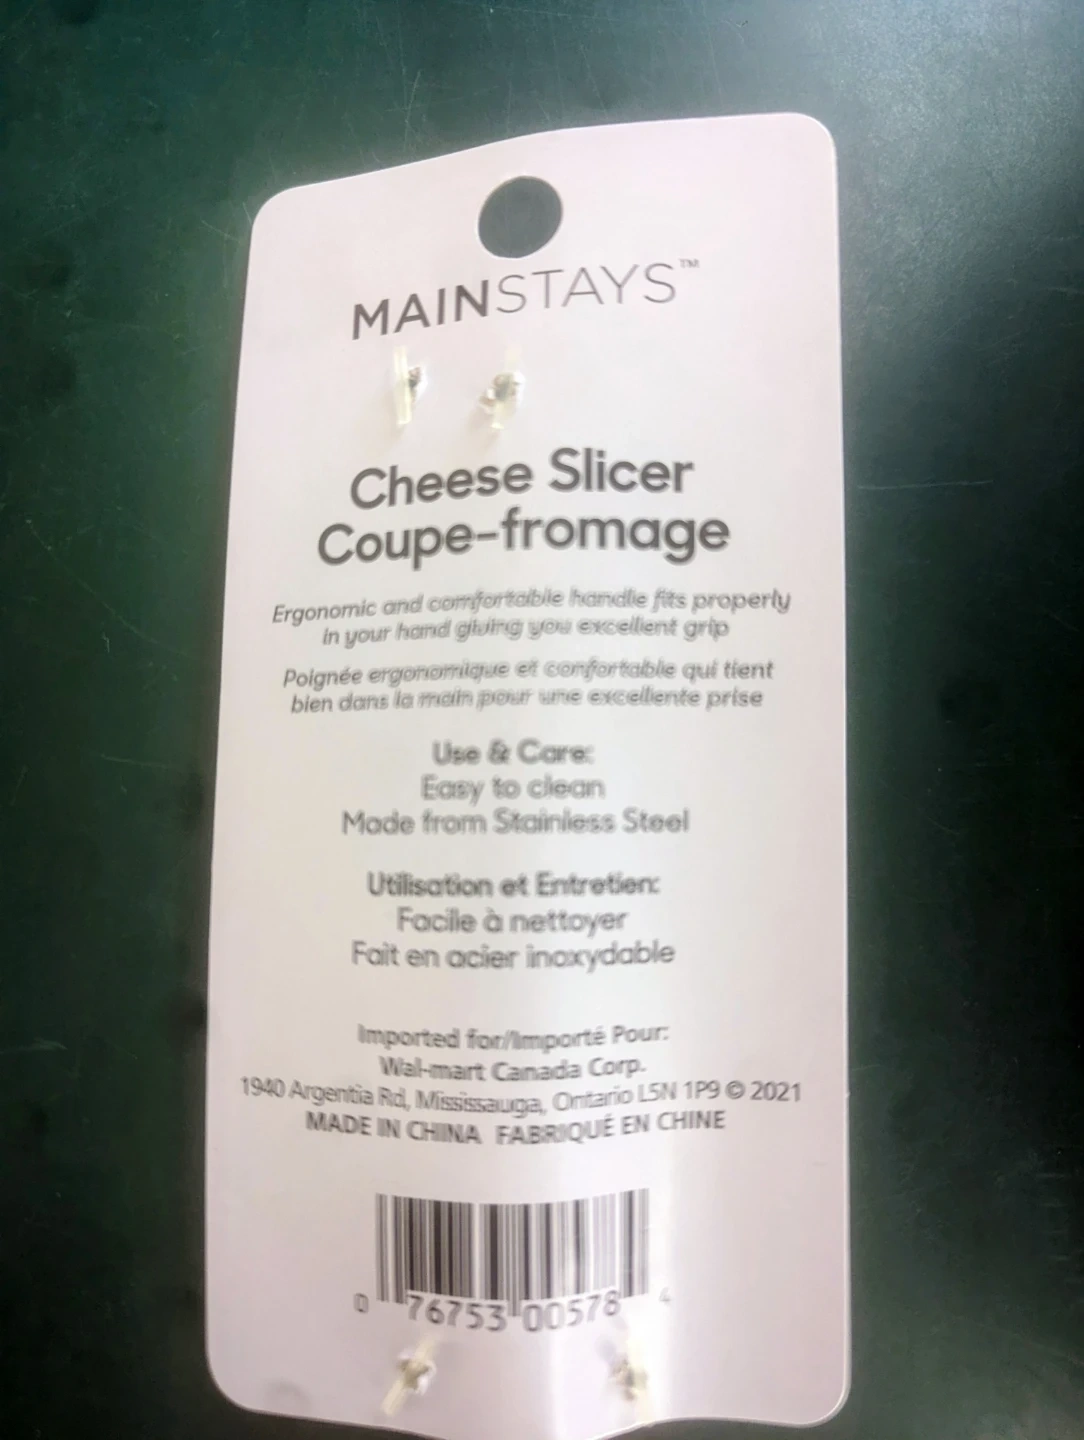 MAINSTAYS™
Cheese Slicer
Coupe-fromage
Ergonomic and comfortable handle fits properly
in your hand giving you excellent grip
Poignée ergonomique et confortable qui tient
bien dans la main pour une excellente prise
Use & Care:
Easy to clean
Made from Stainless Steel
Utilisation et Entretien:
Facile à nettoyer
Fait en acier inoxydable
Imported for/Importé Pour:
Wal-mart Canada Corp.
1940 Argentia Rd, Mississauga, Ontario L5N 1P9 © 2021
MADE IN CHINA FABRIQUÉ EN CHINE
0 76753 00578 4